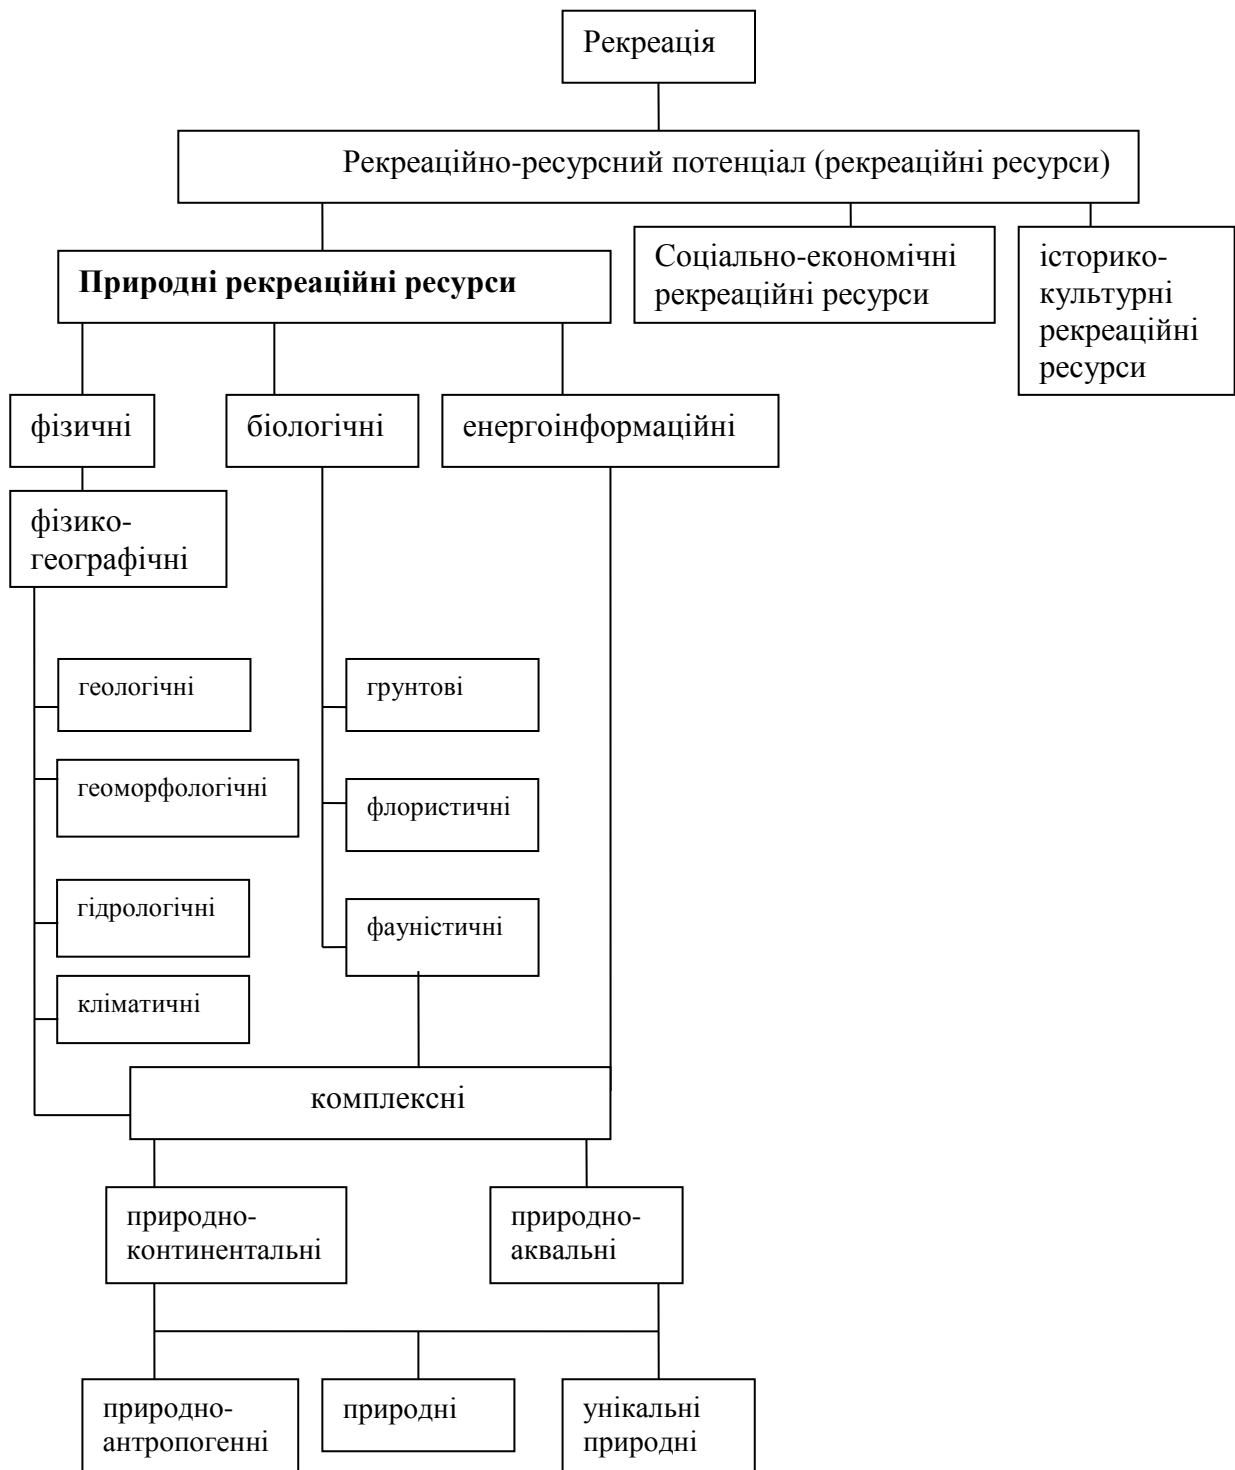 Рекреація
Рекреаційно-ресурсний потенціал (рекреаційні ресурси)
Природні рекреаційні ресурси
Соціально-економічні
рекреаційні ресурси
історико-
культурні
рекреаційні
ресурси
фізичні
біологічні
енергоінформаційні
фізико-
географічні
геологічні
грунтові
геоморфологічні
флористичні
гідрологічні
фауністичні
кліматичні
комплексні
природно-
континентальні
природно-
аквальні
природно-
антропогенні
природні
унікальні
природні